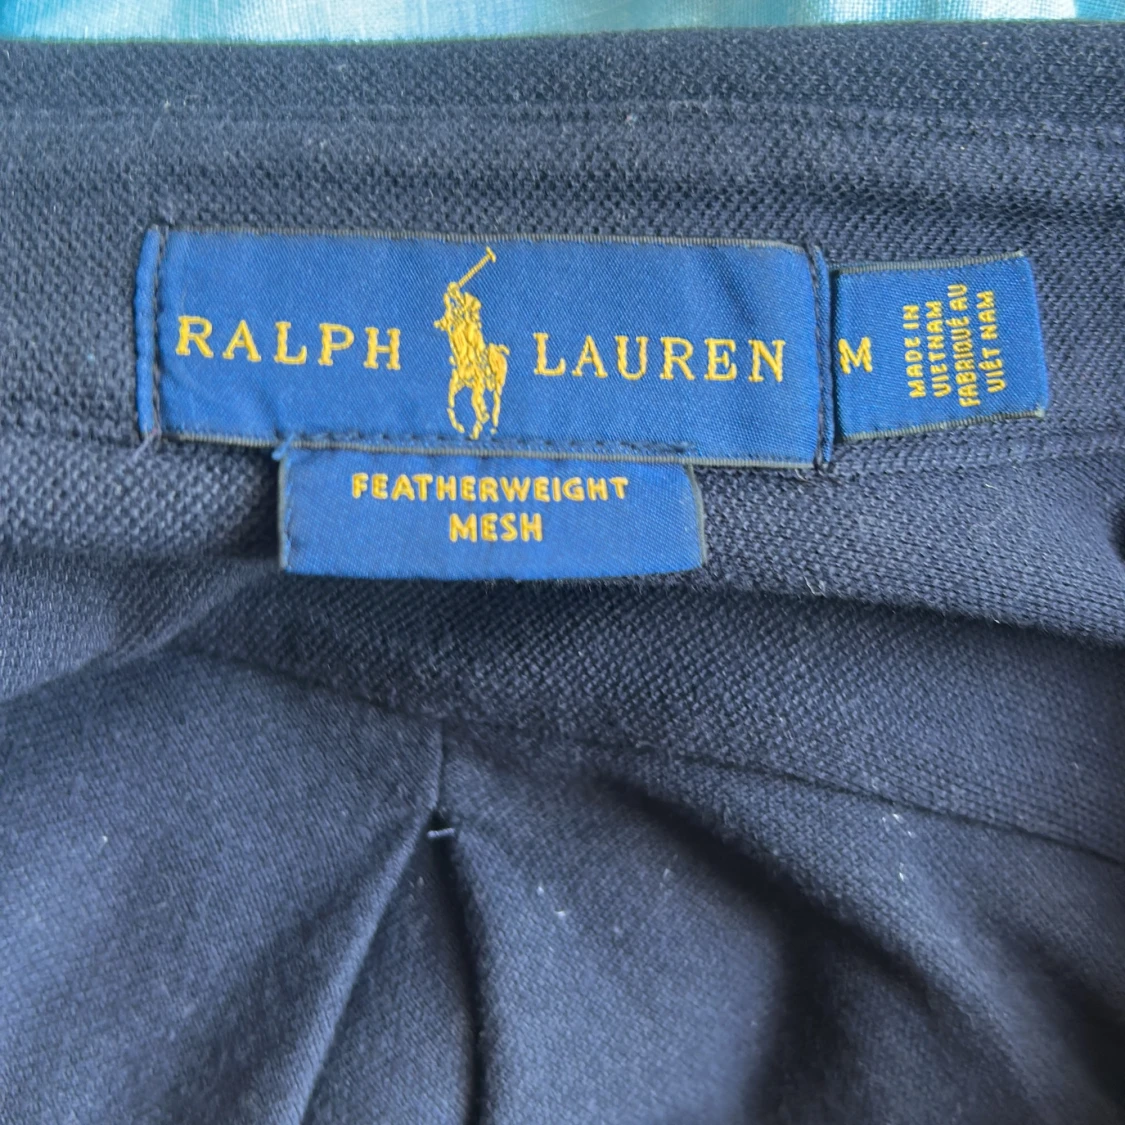 RALPH LAUREN
M
MADE IN
VIETNAM
FABRIQUÉ AU
VIÊT NAM
FEATHERWEIGHT
MESH